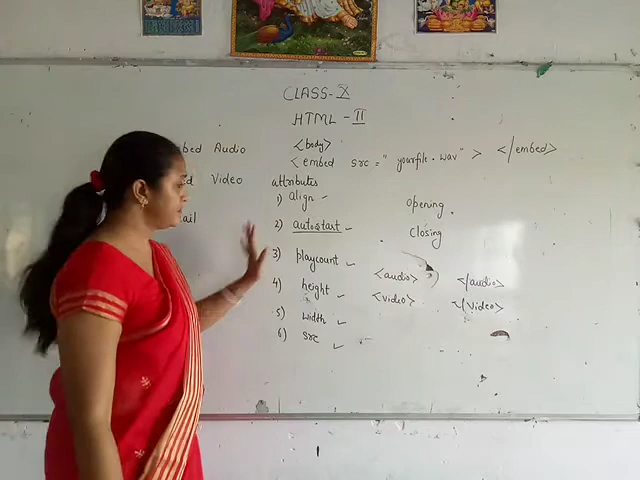 CLASS-X
HTML - II
bed Audio
<body>
<embed src = "yourfile.wav" > </embed>
d Video
attributes
1) align
Opening
ail
2) autostart
Closing
3) playcount
<audio> </audio>
4) height
<video> </video>
5) width
6) src